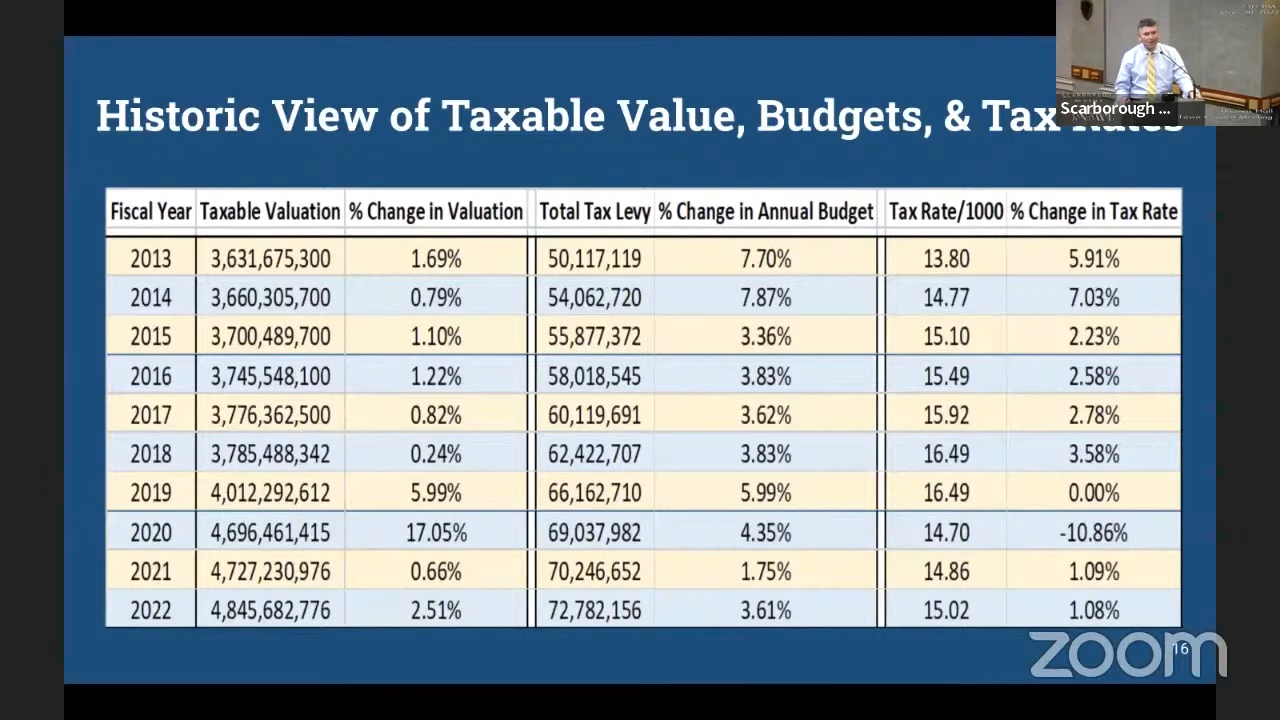 Historic View of Taxable Value, Budgets, & Tax Rates
Scarborough ...
Town Council Meeting
Fiscal Year Taxable Valuation % Change in Valuation Total Tax Levy % Change in Annual Budget Tax Rate/1000 % Change in Tax Rate
2013 3,631,675,300 1.69% 50,117,119 7.70% 13.80 5.91%
2014 3,660,305,700 0.79% 54,062,720 7.87% 14.77 7.03%
2015 3,700,489,700 1.10% 55,877,372 3.36% 15.10 2.23%
2016 3,745,548,100 1.22% 58,018,545 3.83% 15.49 2.58%
2017 3,776,362,500 0.82% 60,119,691 3.62% 15.92 2.78%
2018 3,785,488,342 0.24% 62,422,707 3.83% 16.49 3.58%
2019 4,012,292,612 5.99% 66,162,710 5.99% 16.49 0.00%
2020 4,696,461,415 17.05% 69,037,982 4.35% 14.70 -10.86%
2021 4,727,230,976 0.66% 70,246,652 1.75% 14.86 1.09%
2022 4,845,682,776 2.51% 72,782,156 3.61% 15.02 1.08%
16
zoom